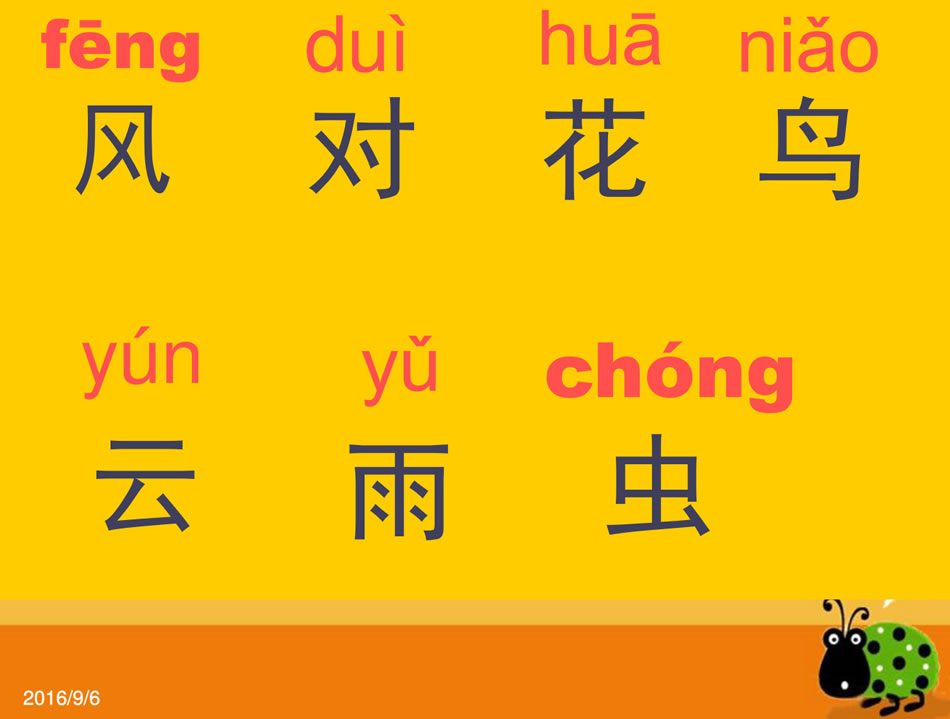 fēng duì huā niǎo
风 对 花 鸟
yún yǔ chóng
云 雨 虫
2016/9/6